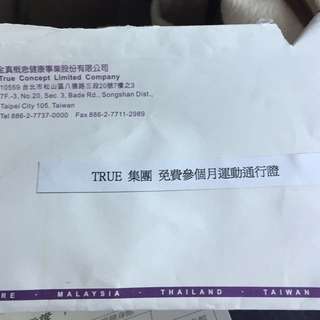 全真概念健康事業股份有限公司
True Concept Limited Company
10559 台北市松山區八德路三段20號7樓之3
7F.-3, No.20, Sec. 3, Bade Rd., Songshan Dist.,
Taipei City 105, Taiwan
Tel 886-2-7737-0000 Fax 886-2-7711-2989
TRUE 集團 免費參個月運動通行證
RE · MALAYSIA · THAILAND · TAIWAN